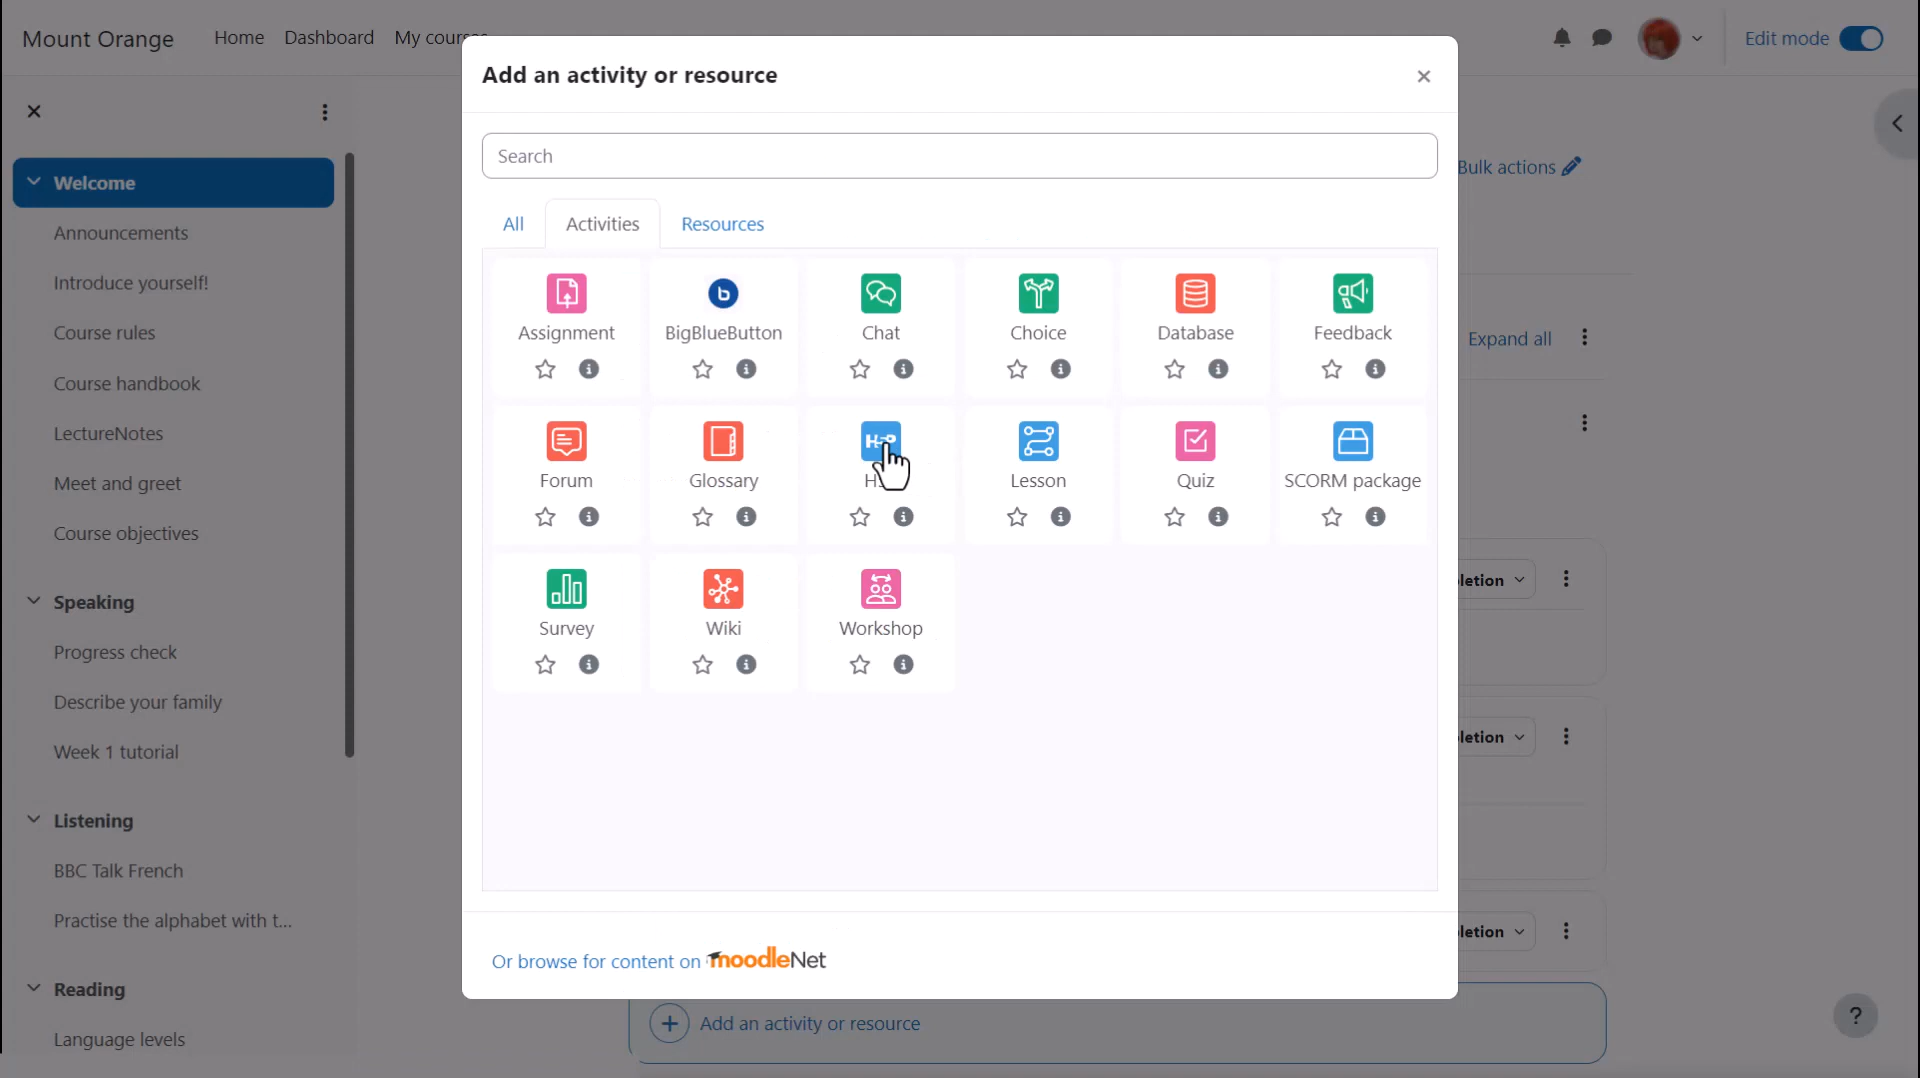 Mount Orange
Home
Dashboard
My
Edit mode
Add an activity or resource
Search
All
Activities
Resources
Bulk actions
Expand all
Welcome
Announcements
Introduce yourself!
Course rules
Course handbook
LectureNotes
Meet and greet
Course objectives
Speaking
Progress check
Describe your family
Week 1 tutorial
Listening
BBC Talk French
Practise the alphabet with t...
Reading
Language levels
Assignment
BigBlueButton
Chat
Choice
Database
Feedback
Forum
Glossary
Lesson
Quiz
SCORM package
Survey
Wiki
Workshop
letion
letion
letion
Or browse for content on moodleNet
Add an activity or resource
?